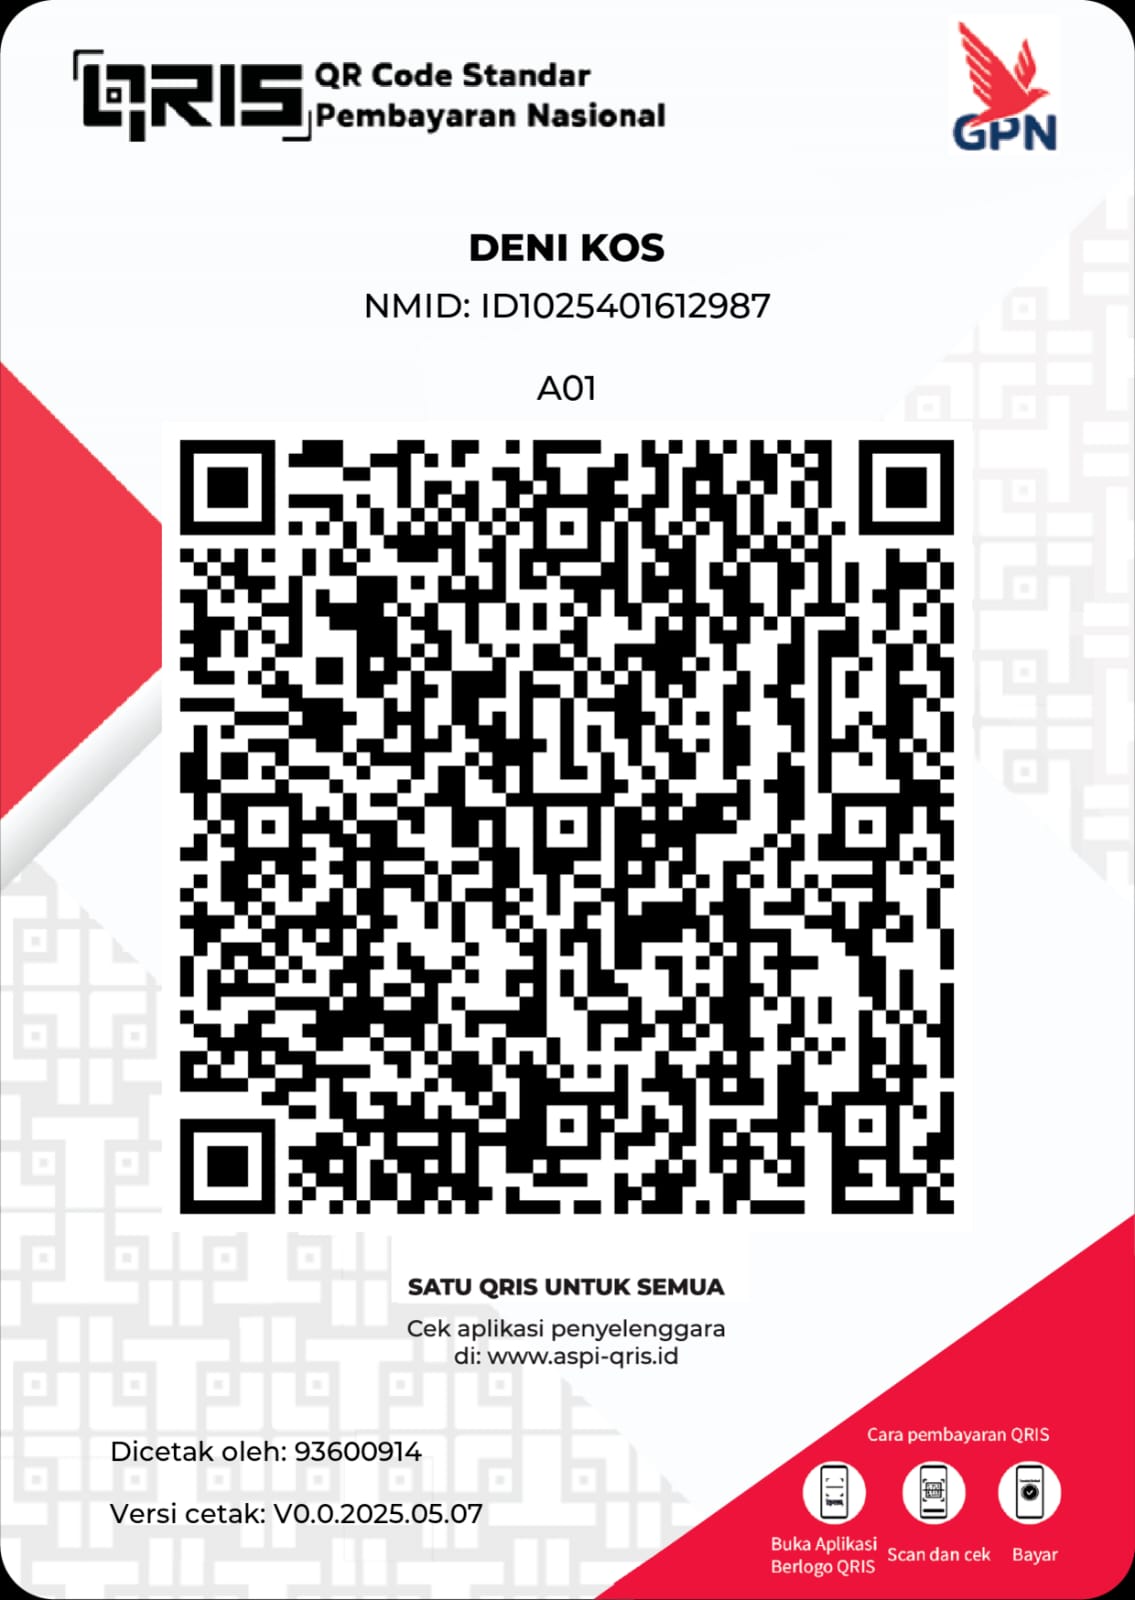 QRIS
QR Code Standar
Pembayaran Nasional
GPN
DENI KOS
NMID: ID1025401612987
A01
SATU QRIS UNTUK SEMUA
Cek aplikasi penyelenggara
di: www.aspi-qris.id
Dicetak oleh: 93600914
Versi cetak: V0.0.2025.05.07
Cara pembayaran QRIS
Buka Aplikasi
Berlogo QRIS
Scan dan cek
Bayar